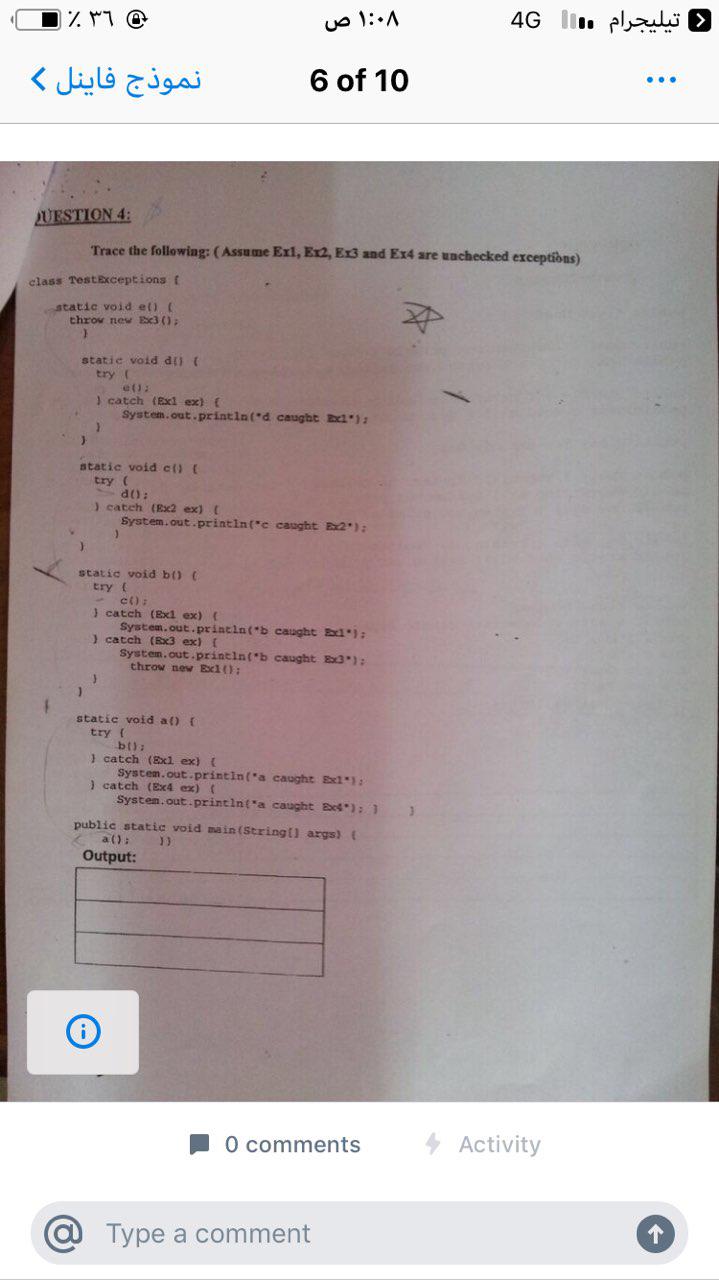 تيليجرام 4G ١:٠٨ ص ٣٦ ٪
نموذج فاينل 6 of 10
QUESTION 4:
Trace the following: ( Assume Ex1, Ex2, Ex3 and Ex4 are unchecked exceptions)
class TestExceptions {
static void e() {
throw new Ex3();
}
static void d() {
try {
e();
} catch (Ex1 ex) {
System.out.println("d caught Ex1");
}
}
static void c() {
try {
d();
} catch (Ex2 ex) {
System.out.println("c caught Ex2");
}
}
static void b() {
try {
c();
} catch (Ex1 ex) {
System.out.println("b caught Ex1");
} catch (Ex3 ex) {
System.out.println("b caught Ex3");
throw new Ex1();
}
}
static void a() {
try {
b();
} catch (Ex1 ex) {
System.out.println("a caught Ex1");
} catch (Ex4 ex) {
System.out.println("a caught Ex4"); } }
public static void main(String[] args) {
a(); }}
Output:
0 comments Activity
@ Type a comment